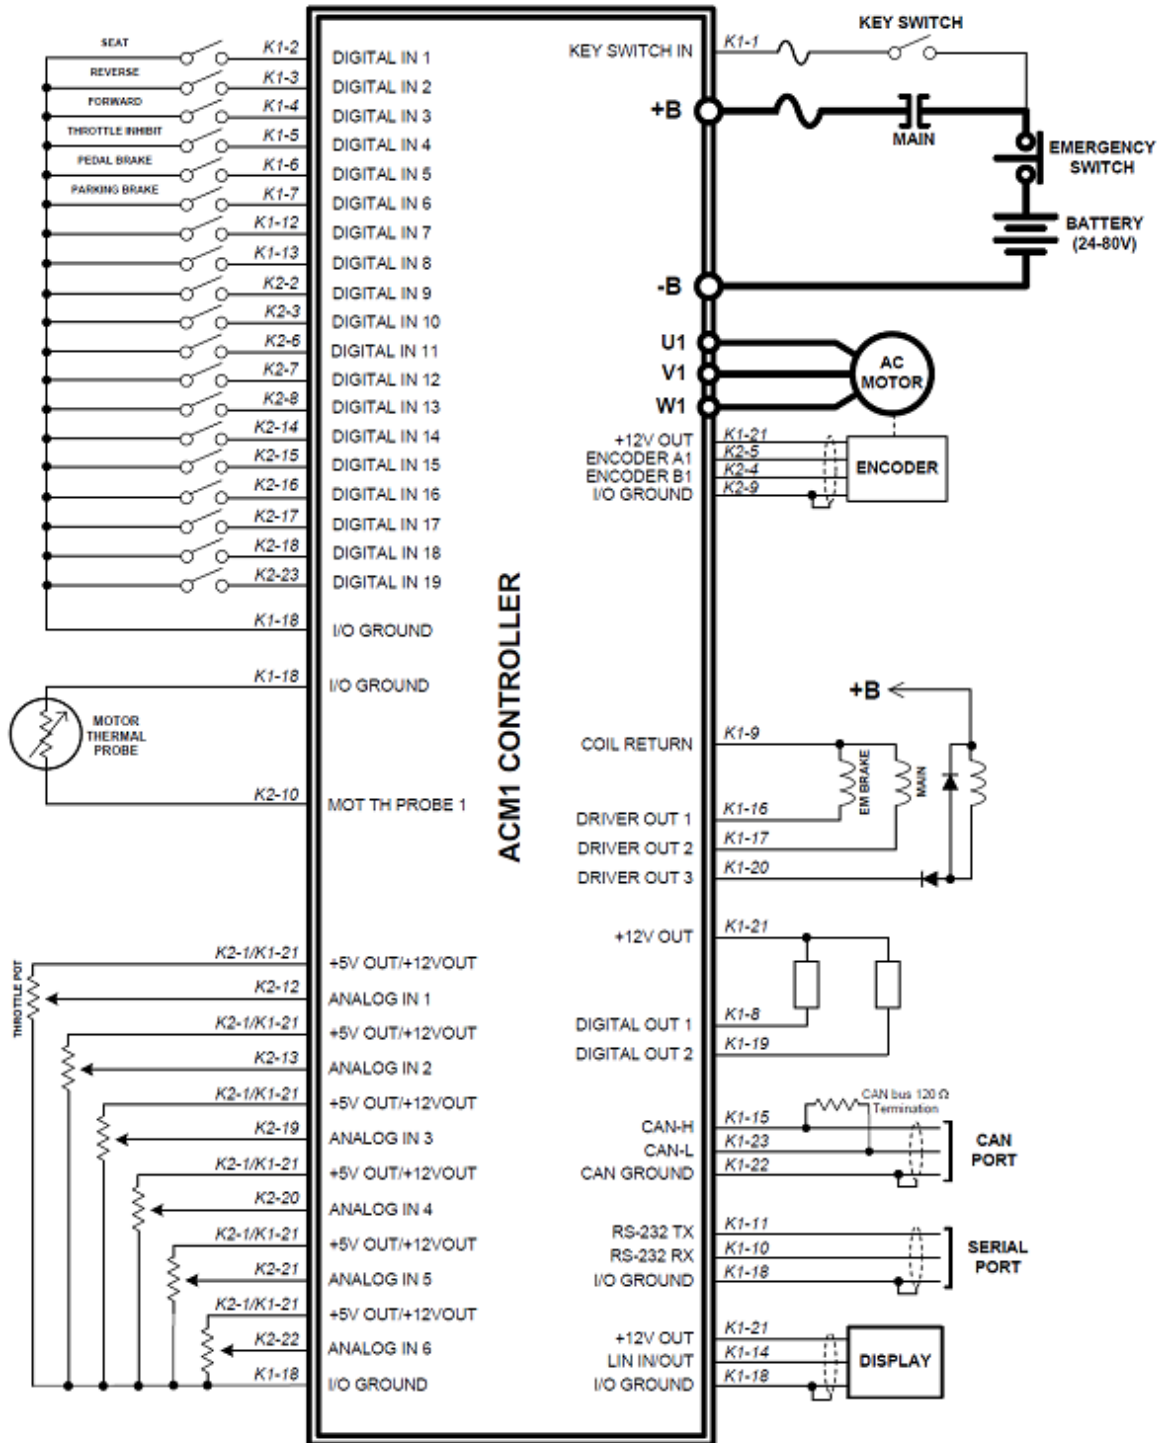 SEAT
K1-2
DIGITAL IN 1
REVERSE
K1-3
DIGITAL IN 2
FORWARD
K1-4
DIGITAL IN 3
THROTTLE INHIBIT
K1-5
DIGITAL IN 4
PEDAL BRAKE
K1-6
DIGITAL IN 5
PARKING BRAKE
K1-7
DIGITAL IN 6
K1-12
DIGITAL IN 7
K1-13
DIGITAL IN 8
K2-2
DIGITAL IN 9
K2-3
DIGITAL IN 10
K2-6
DIGITAL IN 11
K2-7
DIGITAL IN 12
K2-8
DIGITAL IN 13
K2-14
DIGITAL IN 14
K2-15
DIGITAL IN 15
K2-16
DIGITAL IN 16
K2-17
DIGITAL IN 17
K2-18
DIGITAL IN 18
K2-23
DIGITAL IN 19
K1-18
I/O GROUND
K1-18
I/O GROUND
MOTOR
THERMAL
PROBE
K2-10
MOT TH PROBE 1
THROTTLE POT
K2-1/K1-21
+5V OUT/+12VOUT
K2-12
ANALOG IN 1
K2-1/K1-21
+5V OUT/+12VOUT
K2-13
ANALOG IN 2
K2-1/K1-21
+5V OUT/+12VOUT
K2-19
ANALOG IN 3
K2-1/K1-21
+5V OUT/+12VOUT
K2-20
ANALOG IN 4
K2-1/K1-21
+5V OUT/+12VOUT
K2-21
ANALOG IN 5
K2-1/K1-21
+5V OUT/+12VOUT
K2-22
ANALOG IN 6
K1-18
I/O GROUND
ACM1 CONTROLLER
KEY SWITCH IN
K1-1
KEY SWITCH
+B
MAIN
EMERGENCY
SWITCH
BATTERY
(24-80V)
-B
U1
V1
W1
AC
MOTOR
+12V OUT
K1-21
ENCODER A1
K2-5
ENCODER B1
K2-4
I/O GROUND
K2-9
ENCODER
+B
COIL RETURN
K1-9
EM BRAKE
MAIN
DRIVER OUT 1
K1-16
DRIVER OUT 2
K1-17
DRIVER OUT 3
K1-20
+12V OUT
K1-21
DIGITAL OUT 1
K1-8
DIGITAL OUT 2
K1-19
CAN bus 120 Ω
Termination
CAN-H
K1-15
CAN-L
K1-23
CAN GROUND
K1-22
CAN
PORT
RS-232 TX
K1-11
RS-232 RX
K1-10
I/O GROUND
K1-18
SERIAL
PORT
+12V OUT
K1-21
LIN IN/OUT
K1-14
I/O GROUND
K1-18
DISPLAY